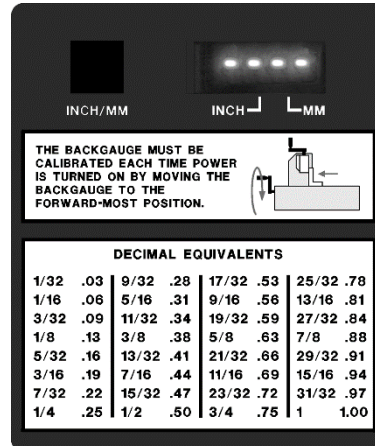 INCH/MM
INCH MM
THE BACKGAUGE MUST BE
CALIBRATED EACH TIME POWER
IS TURNED ON BY MOVING THE
BACKGAUGE TO THE
FORWARD-MOST POSITION.
DECIMAL EQUIVALENTS
1/32 .03 9/32 .28 17/32 .53 25/32 .78
1/16 .06 5/16 .31 9/16 .56 13/16 .81
3/32 .09 11/32 .34 19/32 .59 27/32 .84
1/8 .13 3/8 .38 5/8 .63 7/8 .88
5/32 .16 13/32 .41 21/32 .66 29/32 .91
3/16 .19 7/16 .44 11/16 .69 15/16 .94
7/32 .22 15/32 .47 23/32 .72 31/32 .97
1/4 .25 1/2 .50 3/4 .75 1 1.00